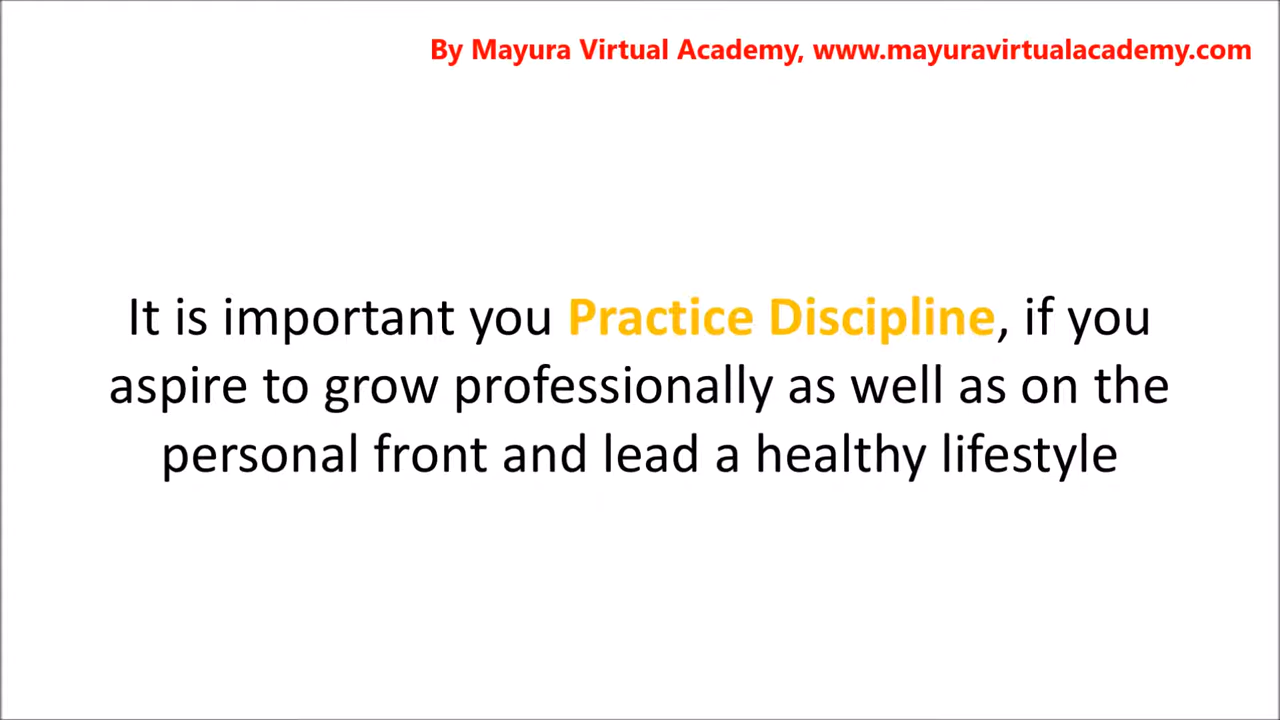 By Mayura Virtual Academy, www.mayuravirtualacademy.com
It is important you Practice Discipline, if you
aspire to grow professionally as well as on the
personal front and lead a healthy lifestyle